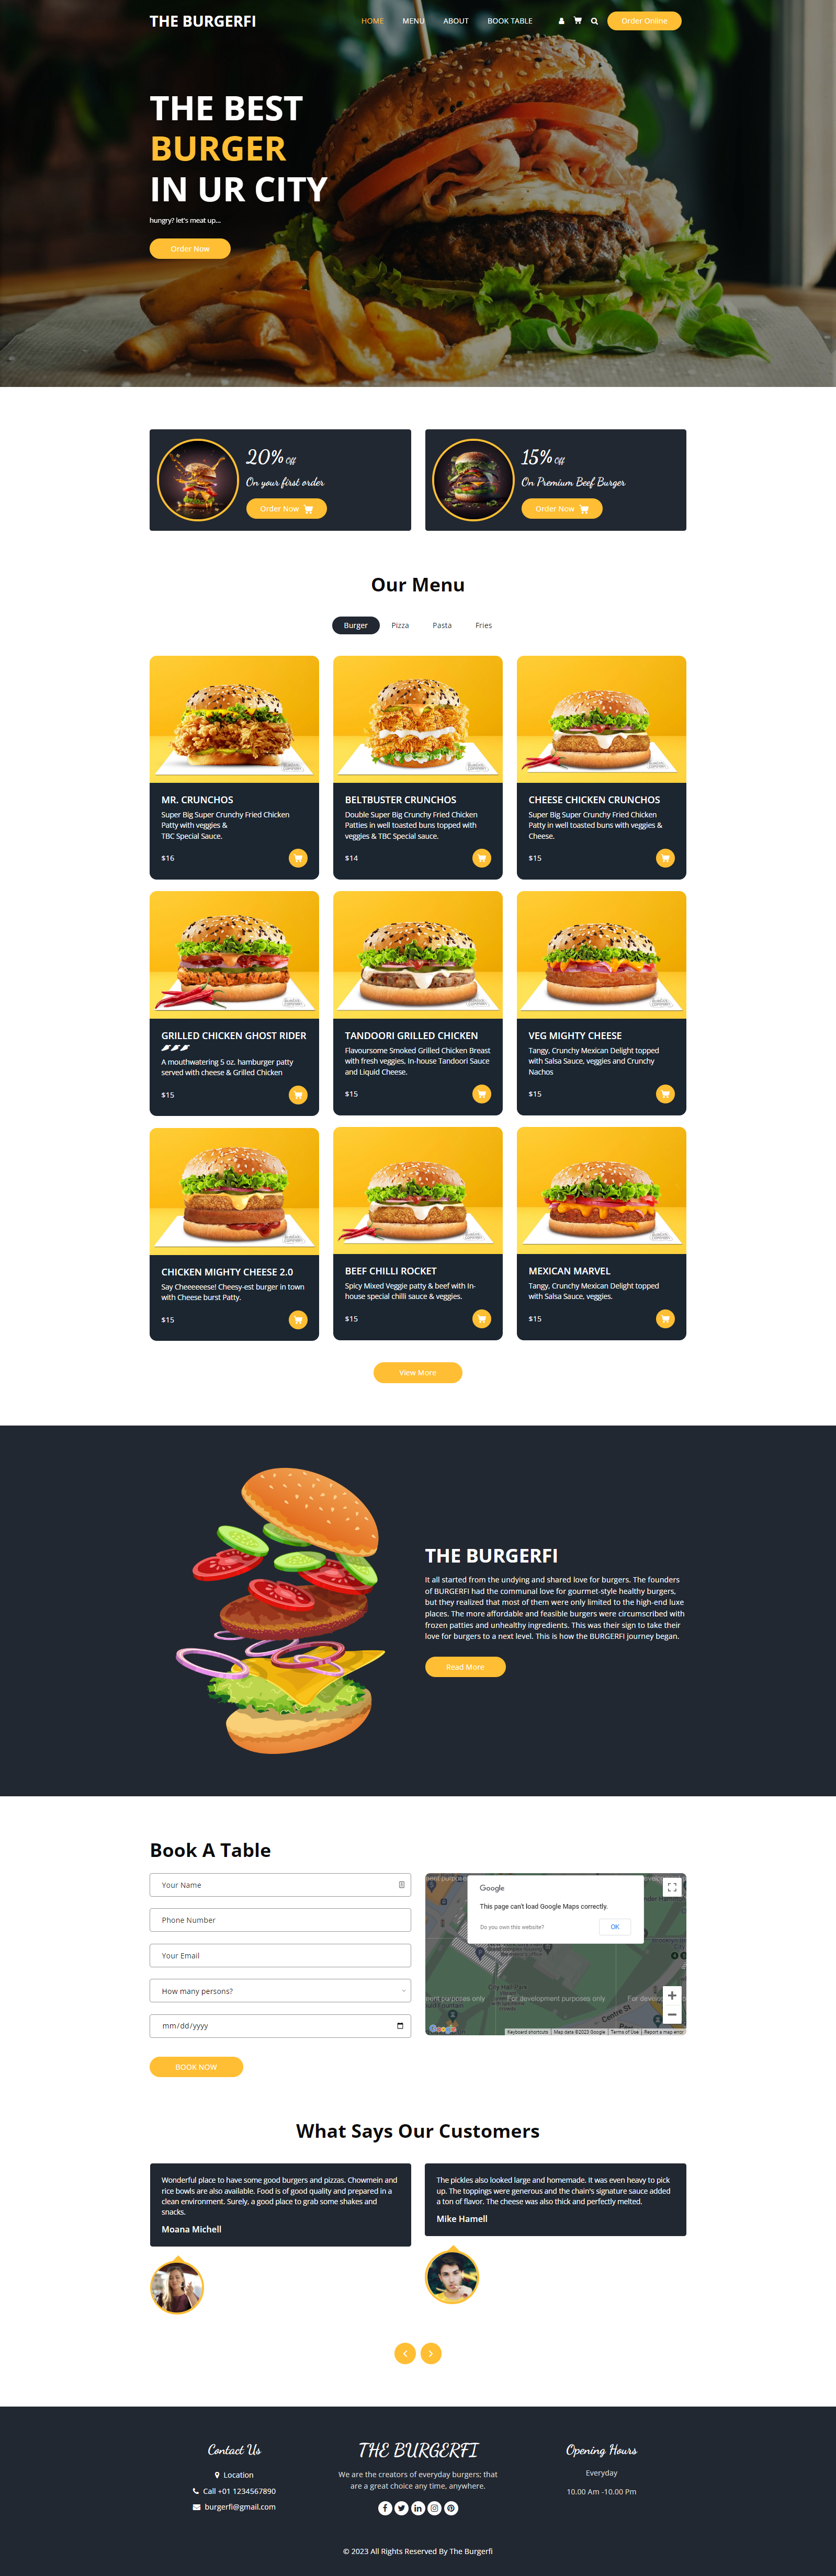 THE BURGERFI
HOME MENU ABOUT BOOK TABLE Order Online
THE BEST
BURGER
IN UR CITY
hungry? let's meat up...
Order Now
20% Off
On your first order
Order Now
15% Off
On Premium Beef Burger
Order Now
Our Menu
Burger Pizza Pasta Fries
MR. CRUNCHOS
Super Big Super Crunchy Fried Chicken
Patty with veggies &
TBC Special Sauce.
$16
BELTBUSTER CRUNCHOS
Double Super Big Crunchy Fried Chicken
Patties in well toasted buns topped with
veggies & TBC Special sauce.
$14
CHEESE CHICKEN CRUNCHOS
Super Big Super Crunchy Fried Chicken
Patty in well toasted buns with veggies &
Cheese.
$15
GRILLED CHICKEN GHOST RIDER
A mouthwatering 5 oz. hamburger patty
served with cheese & Grilled Chicken
$15
TANDOORI GRILLED CHICKEN
Flavoursome Smoked Grilled Chicken Breast
with fresh veggies, In-house Tandoori Sauce
and Liquid Cheese.
$15
VEG MIGHTY CHEESE
Tangy, Crunchy Mexican Delight topped
with Salsa Sauce, veggies and Crunchy
Nachos
$15
CHICKEN MIGHTY CHEESE 2.0
Say Cheeeeeese! Cheesy-est burger in town
with Cheese burst Patty.
$15
BEEF CHILLI ROCKET
Spicy Mixed Veggie patty & beef with In-
house special chilli sauce & veggies.
$15
MEXICAN MARVEL
Tangy, Crunchy Mexican Delight topped
with Salsa Sauce, veggies.
$15
View More
THE BURGERFI
It all started from the undying and shared love for burgers. The founders
of BURGERFI had the communal love for gourmet-style healthy burgers,
but they realized that most of them were only limited to the high-end luxe
places. The more affordable and feasible burgers were circumscribed with
frozen patties and unhealthy ingredients. This was their sign to take their
love for burgers to a next level. This is how the BURGERFI journey began.
Read More
Book A Table
Your Name
Phone Number
Your Email
How many persons?
mm/dd/yyyy
BOOK NOW
Google
This page can't load Google Maps correctly.
Do you own this website?
OK
City Hall Park
For development purposes only
Centre St
Google
Keyboard shortcuts Map data ©2023 Google Terms of Use Report a map error
What Says Our Customers
Wonderful place to have some good burgers and pizzas. Chowmein and
rice bowls are also available. Food is of good quality and prepared in a
clean environment. Surely, a good place to grab some shakes and
snacks.
Moana Michell
The pickles also looked large and homemade. It was even heavy to pick
up. The toppings were generous and the chain's signature sauce added
a ton of flavor. The cheese was also thick and perfectly melted.
Mike Hamell
Contact Us
Location
Call +01 1234567890
burgerfi@gmail.com
THE BURGERFI
We are the creators of everyday burgers; that
are a great choice any time, anywhere.
Opening Hours
Everyday
10.00 Am -10.00 Pm
© 2023 All Rights Reserved By The Burgerfi